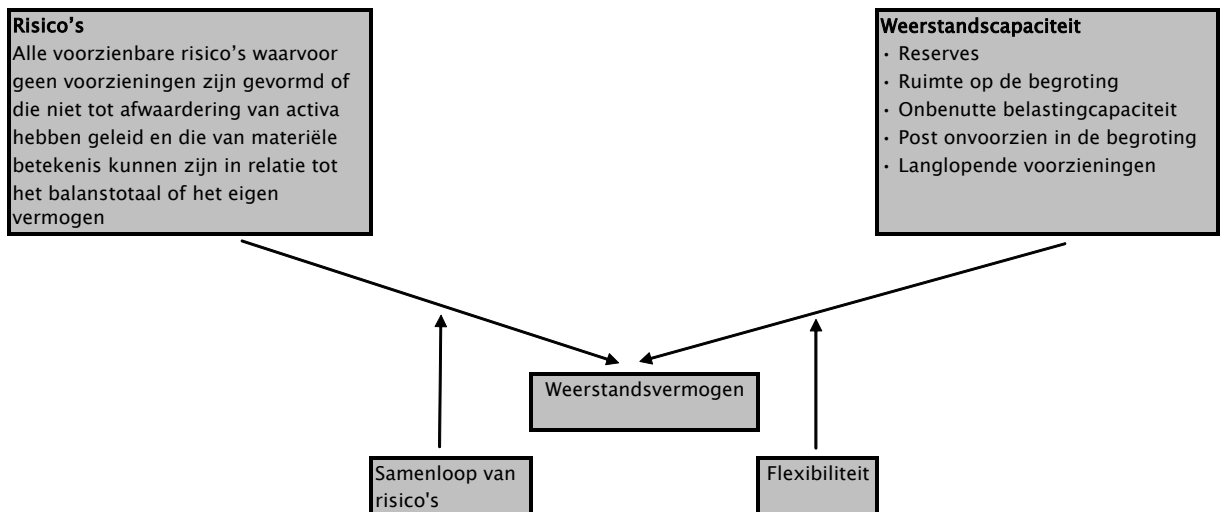 Risico’s
Alle voorzienbare risico’s waarvoor
geen voorzieningen zijn gevormd of
die niet tot afwaardering van activa
hebben geleid en die van materiële
betekenis kunnen zijn in relatie tot
het balanstotaal of het eigen
vermogen
Weerstandscapaciteit
· Reserves
· Ruimte op de begroting
· Onbenutte belastingcapaciteit
· Post onvoorzien in de begroting
· Langlopende voorzieningen
Weerstandsvermogen
Samenloop van
risico's
Flexibiliteit